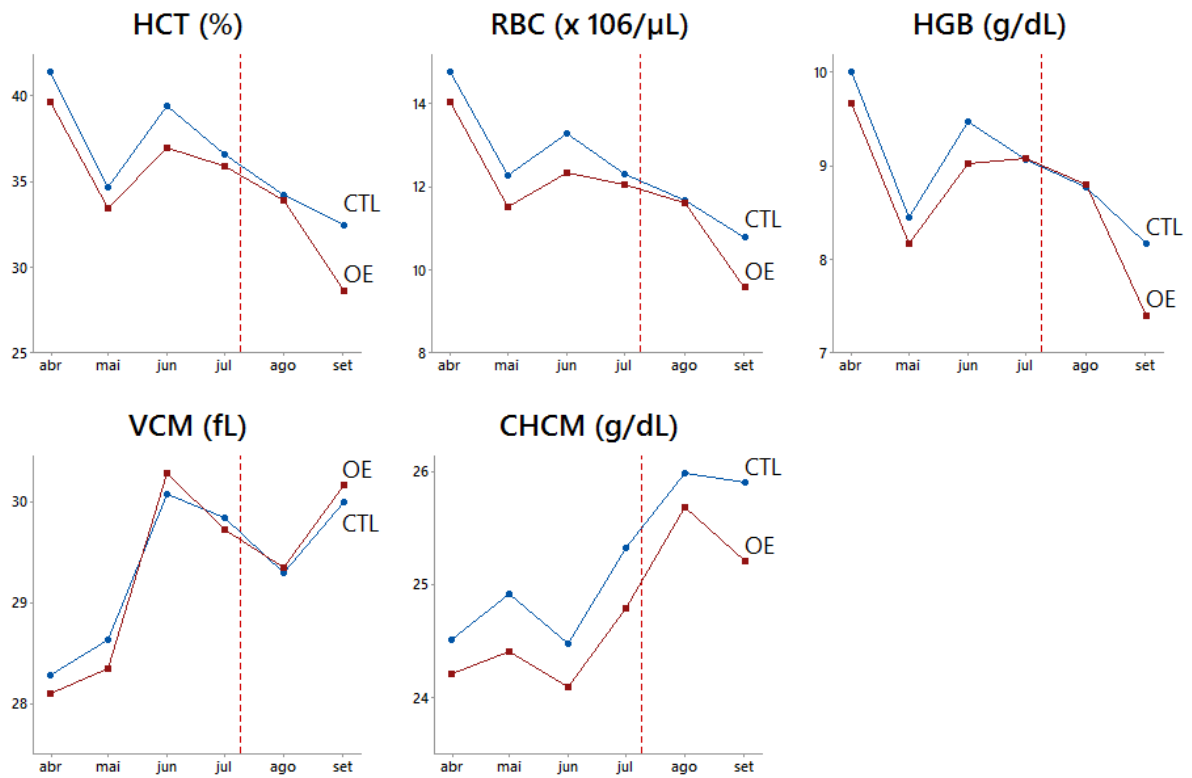 HCT (%)
40
35
30
25
abr mai jun jul ago set
CTL
OE
RBC (x 106/µL)
14
12
10
8
abr mai jun jul ago set
CTL
OE
HGB (g/dL)
10
9
8
7
abr mai jun jul ago set
CTL
OE
VCM (fL)
30
29
28
abr mai jun jul ago set
OE
CTL
CHCM (g/dL)
26
25
24
abr mai jun jul ago set
CTL
OE